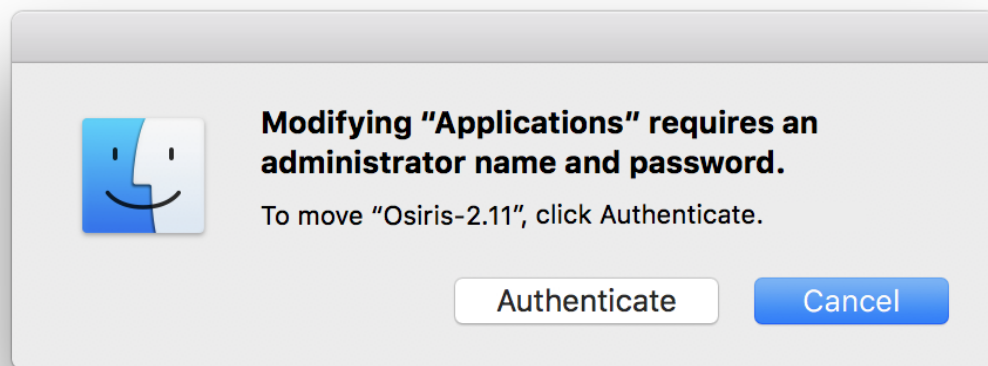 Modifying “Applications” requires an
administrator name and password.
To move “Osiris-2.11”, click Authenticate.
Authenticate
Cancel